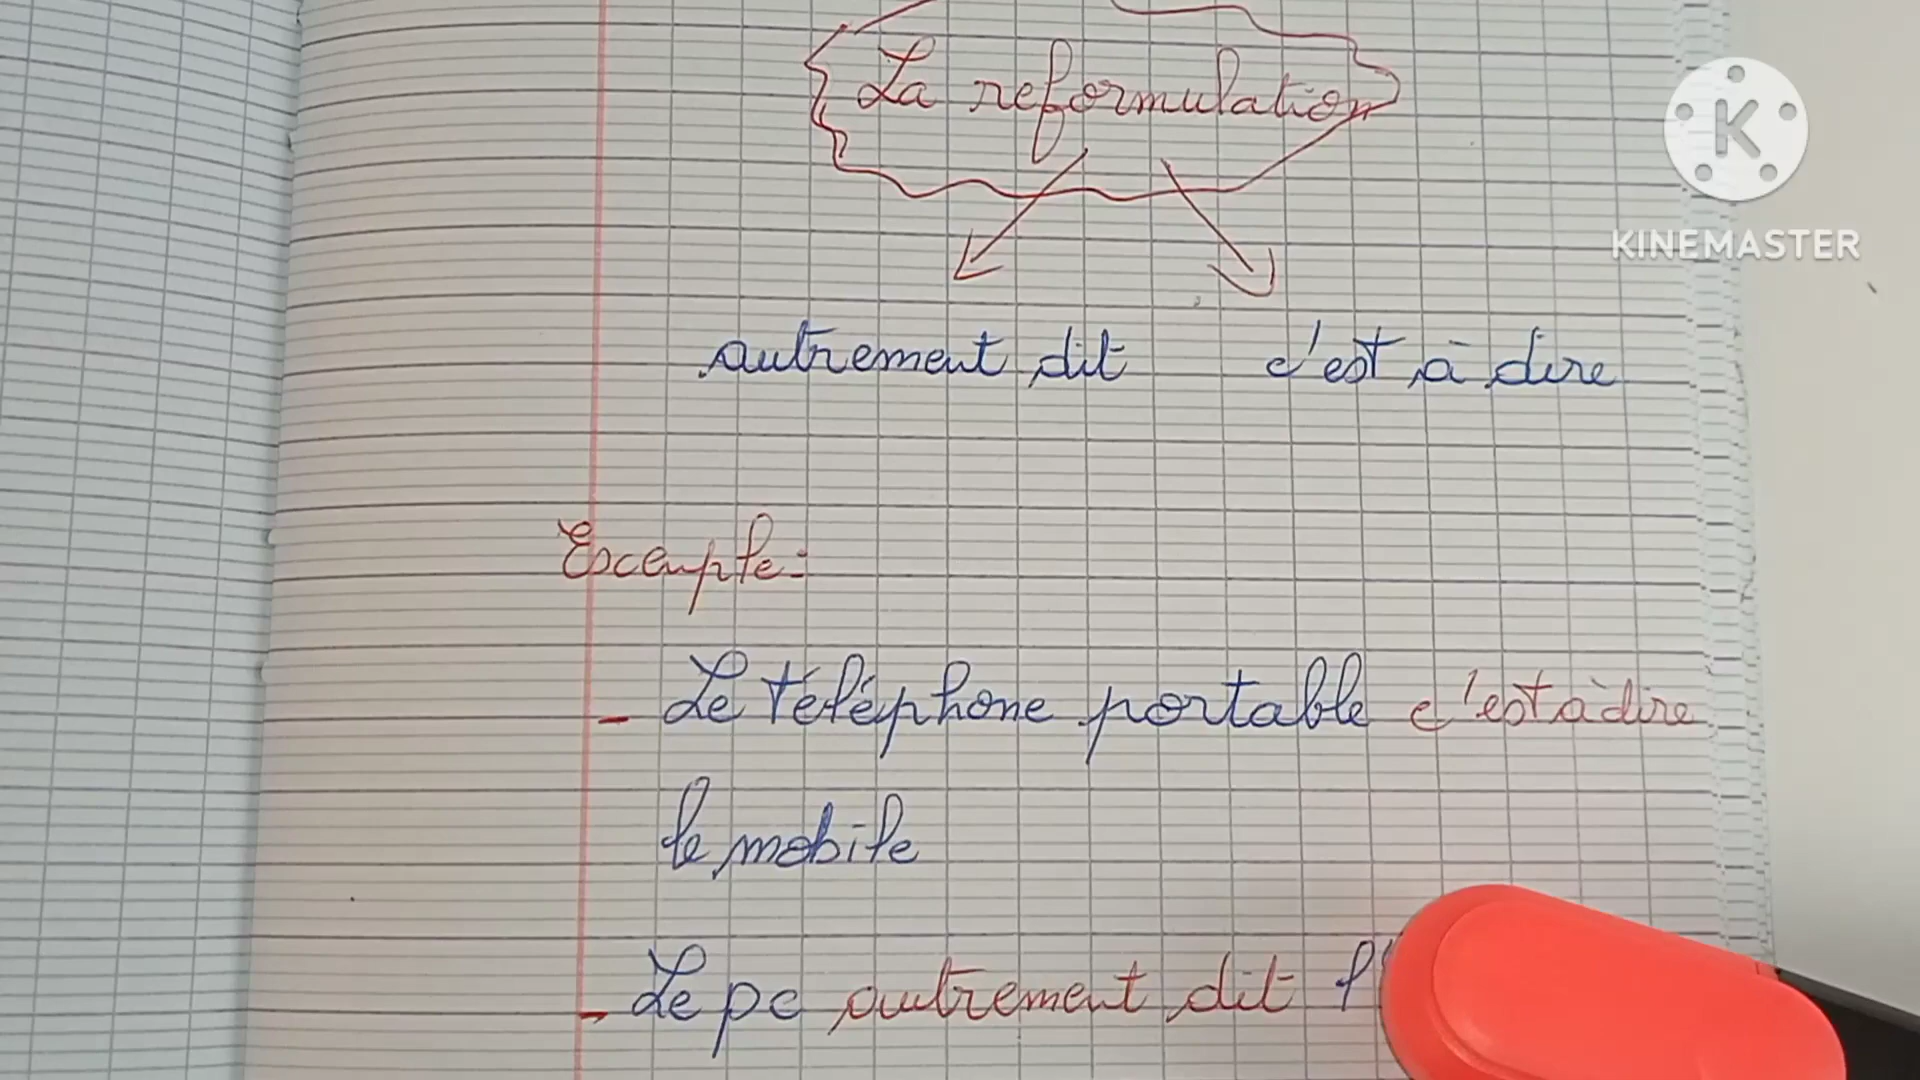 La reformulation
KINEMASTER
autrement dit c'est à dire
Exemple:
- Le téléphone portable c'est à dire
le mobile
- Le pc autrement dit l'